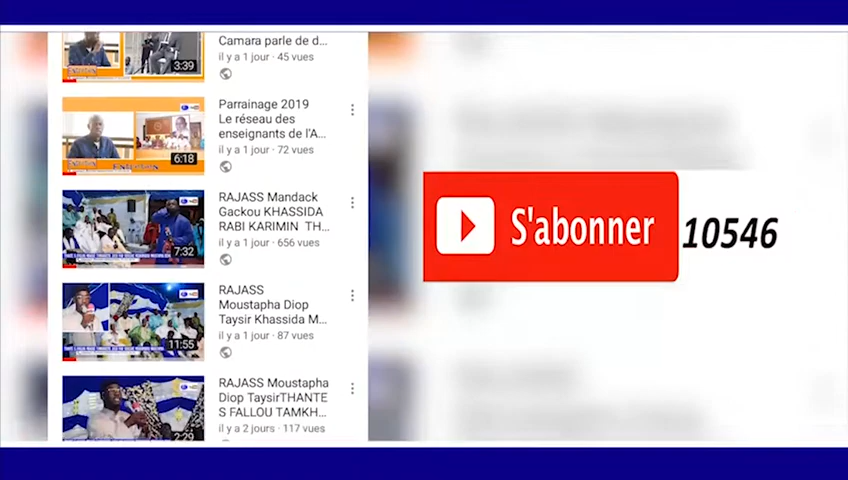 Camara parle de d...
il y a 1 jour · 45 vues
3:39
Parrainage 2019
Le réseau des
enseignants de l'A...
il y a 1 jour · 72 vues
6:18
RAJASS Mandack
Gackou KHASSIDA
RABI KARIMIN TH...
il y a 1 jour · 656 vues
7:32
RAJASS
Moustapha Diop
Taysir Khassida M...
il y a 1 jour · 87 vues
11:55
RAJASS Moustapha
Diop TaysirTHANTE
S FALLOU TAMKH...
il y a 2 jours · 117 vues
2:29
S'abonner
10546